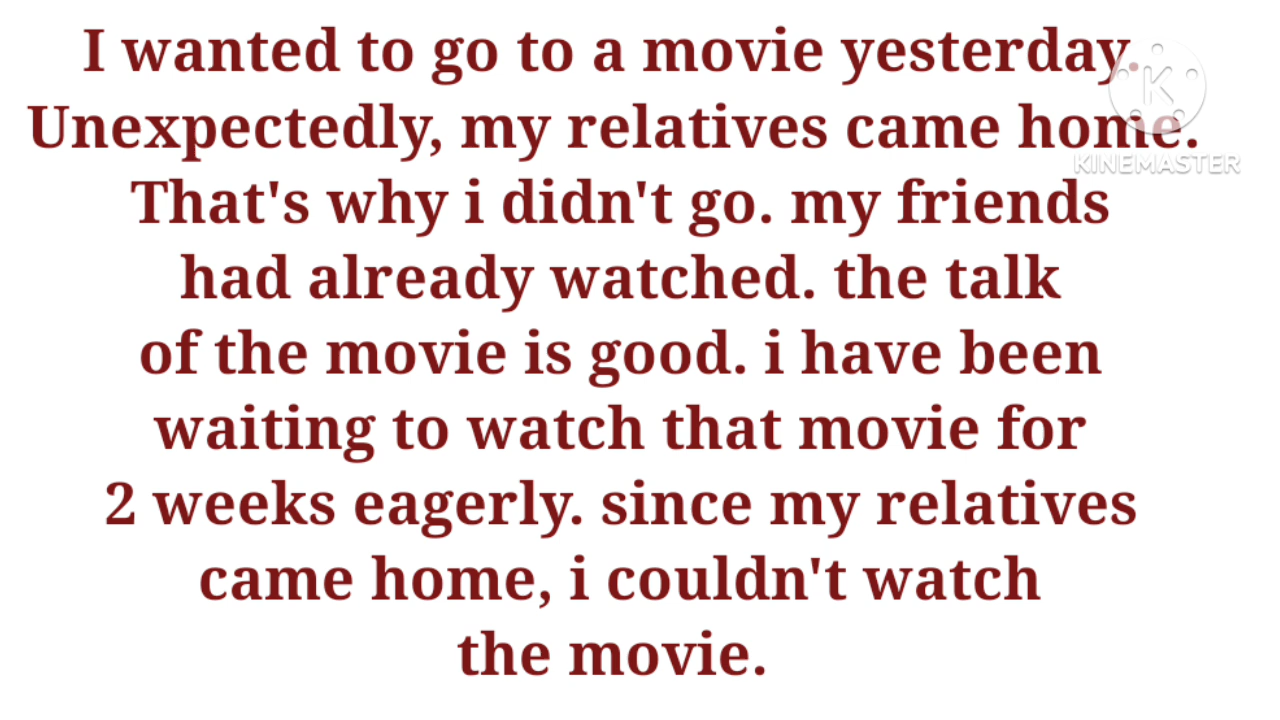 I wanted to go to a movie yesterday.
Unexpectedly, my relatives came home.
KINEMASTER
That's why i didn't go. my friends
had already watched. the talk
of the movie is good. i have been
waiting to watch that movie for
2 weeks eagerly. since my relatives
came home, i couldn't watch
the movie.